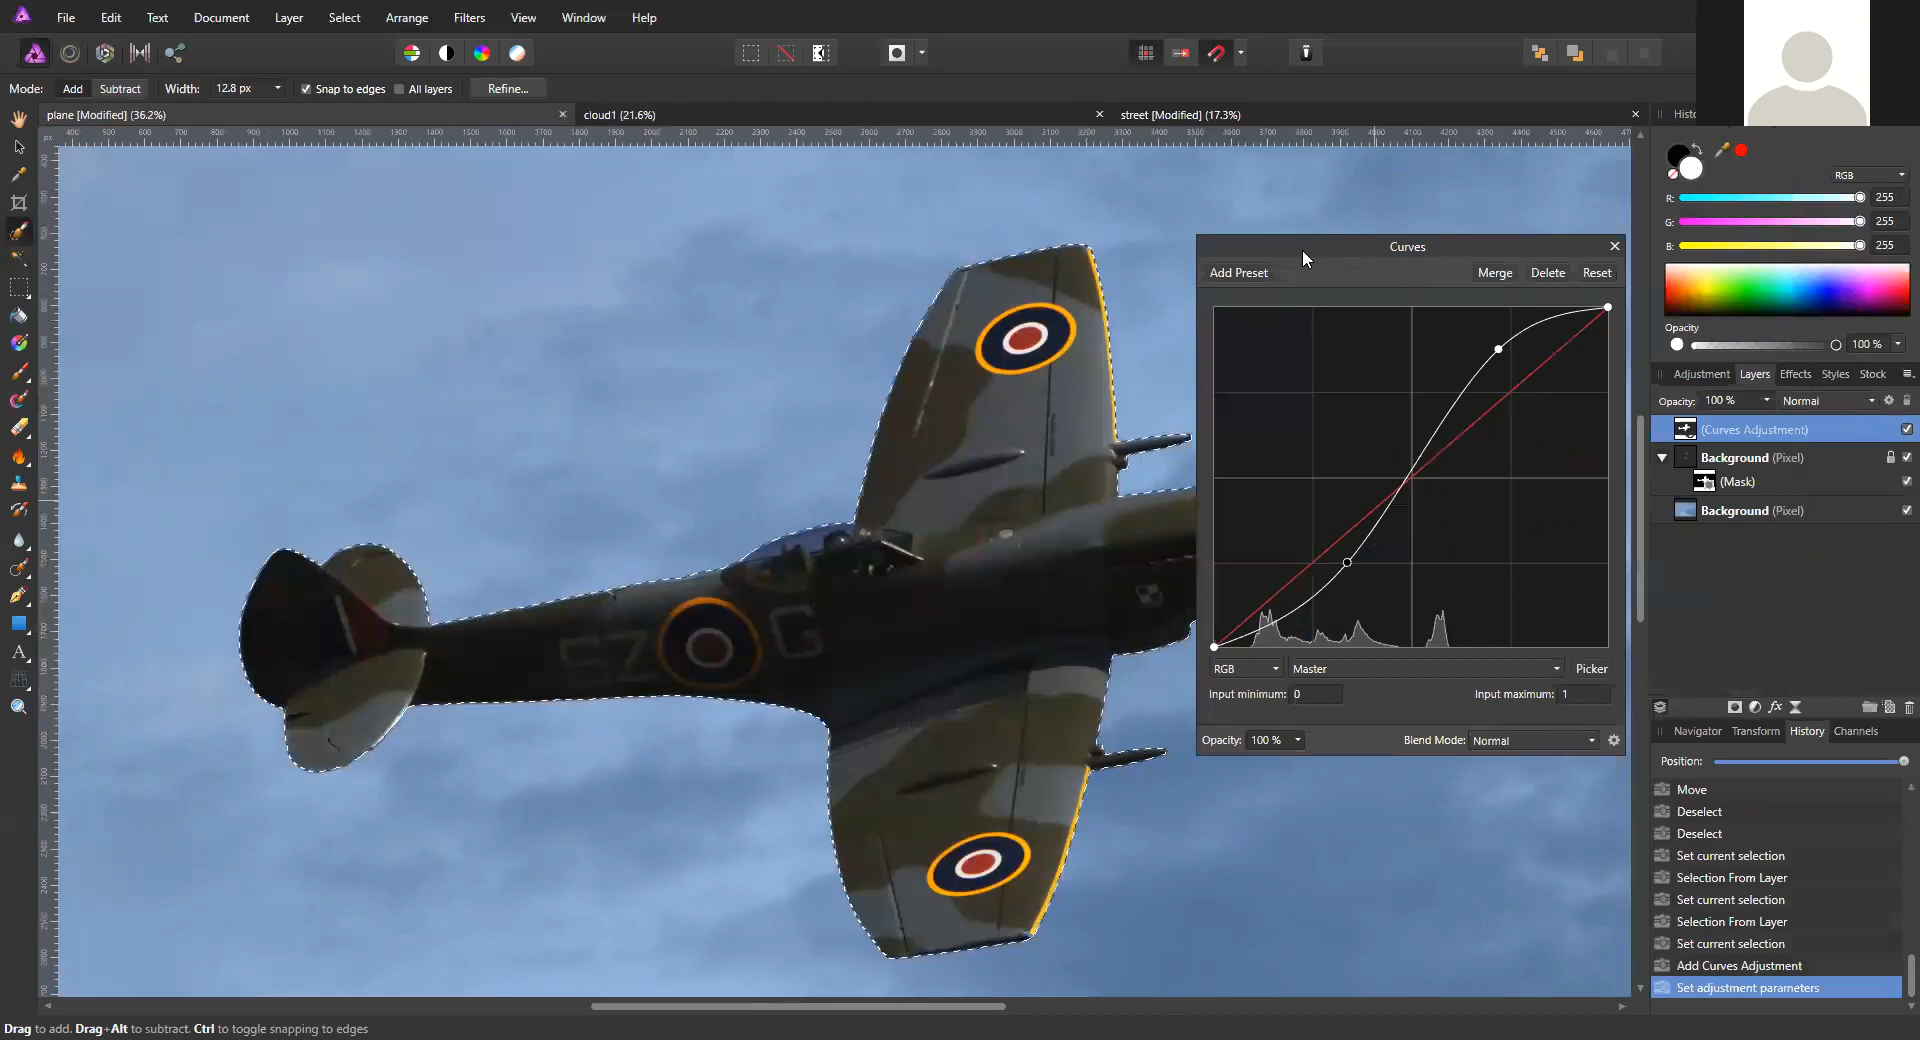 File Edit Text Document Layer Select Arrange Filters View Window Help
Mode: Add Subtract Width: 12.8 px Snap to edges All layers Refine...
plane [Modified] (36.2%) cloud1 (21.6%) street [Modified] (17.3%)
Curves
Add Preset Merge Delete Reset
RGB Master Picker
Input minimum: 0 Input maximum: 1
Opacity: 100 % Blend Mode: Normal
SZ G
RGB
R: 255
G: 255
B: 255
Opacity
100 %
Adjustment Layers Effects Styles Stock
Opacity: 100 % Normal
(Curves Adjustment)
Background (Pixel)
(Mask)
Background (Pixel)
fx
Navigator Transform History Channels
Position:
Move
Deselect
Deselect
Set current selection
Selection From Layer
Set current selection
Selection From Layer
Set current selection
Add Curves Adjustment
Set adjustment parameters
Drag to add. Drag+Alt to subtract. Ctrl to toggle snapping to edges